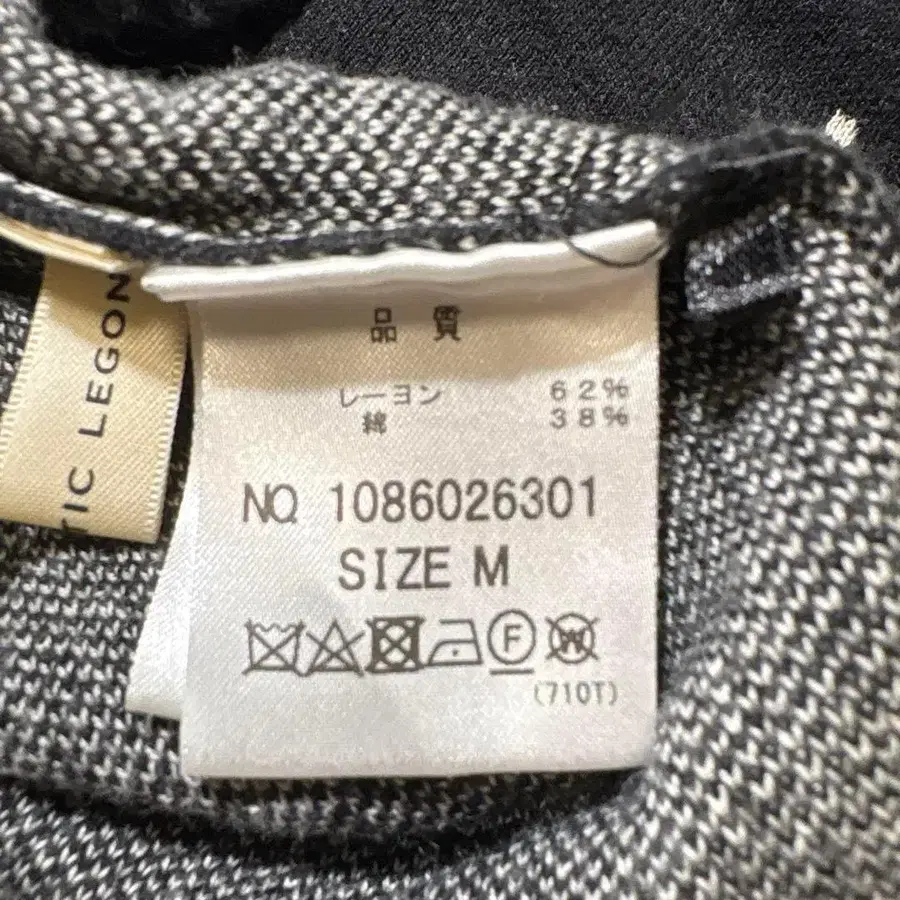 TIC LEGON
品質
レーヨン 62%
綿 38%
NO 1086026301
SIZE M
F W
(710T)